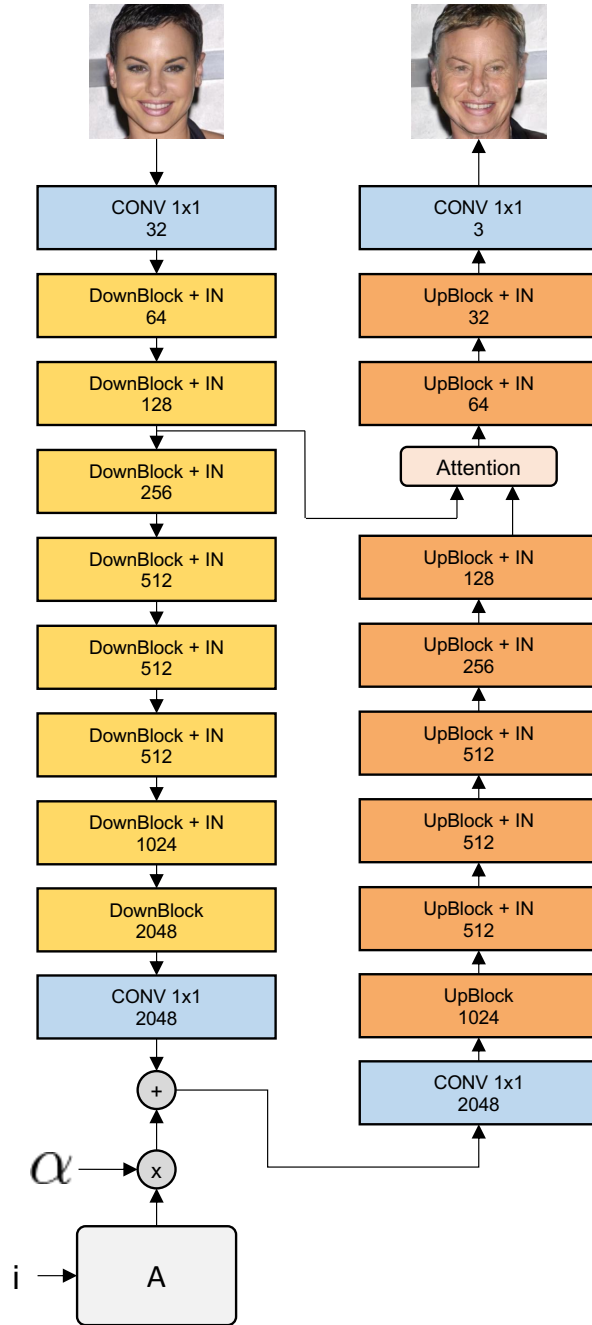 CONV 1x1
32
DownBlock + IN
64
DownBlock + IN
128
DownBlock + IN
256
DownBlock + IN
512
DownBlock + IN
512
DownBlock + IN
512
DownBlock + IN
1024
DownBlock
2048
CONV 1x1
2048
+
α
x
i
A
CONV 1x1
3
UpBlock + IN
32
UpBlock + IN
64
Attention
UpBlock + IN
128
UpBlock + IN
256
UpBlock + IN
512
UpBlock + IN
512
UpBlock + IN
512
UpBlock
1024
CONV 1x1
2048